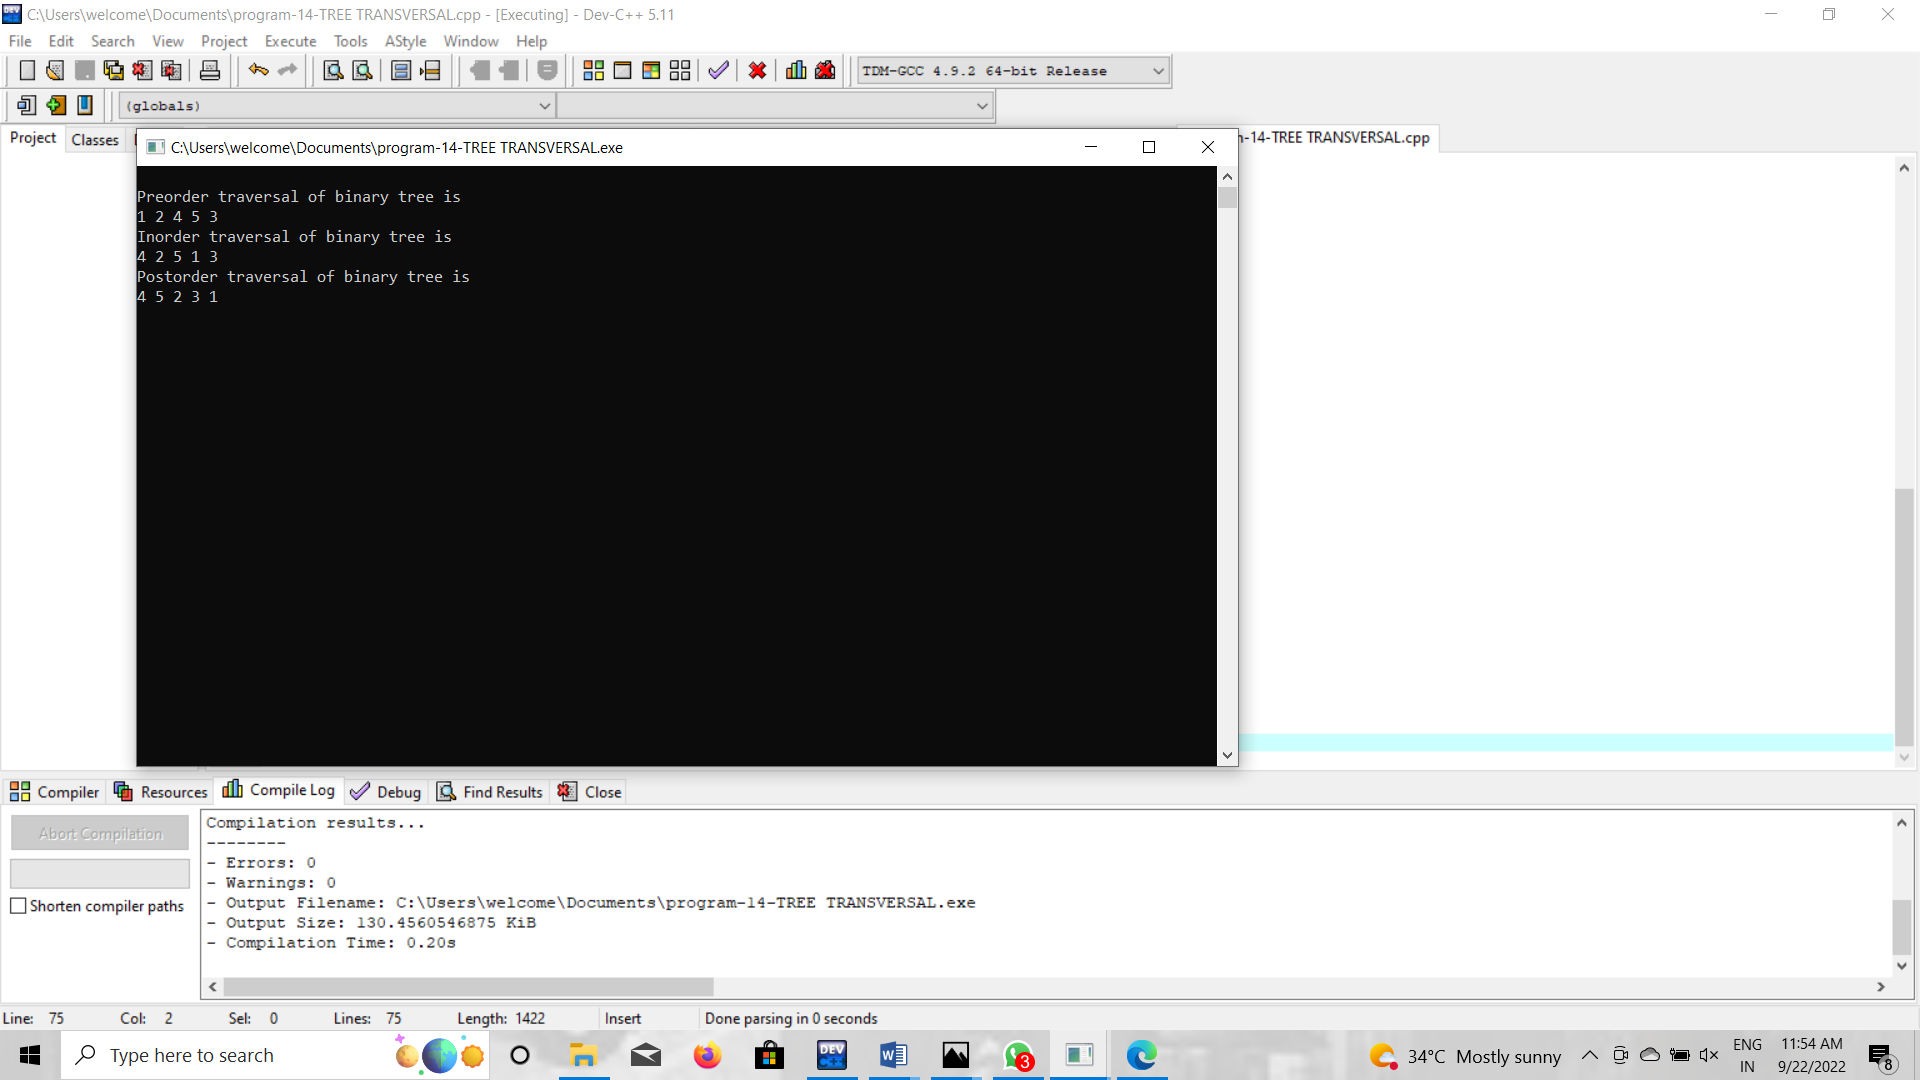 C:\Users\welcome\Documents\program-14-TREE TRANSVERSAL.cpp - [Executing] - Dev-C++ 5.11
File Edit Search View Project Execute Tools AStyle Window Help
TDM-GCC 4.9.2 64-bit Release
(globals)
Project Classes
C:\Users\welcome\Documents\program-14-TREE TRANSVERSAL.exe
-14-TREE TRANSVERSAL.cpp
Preorder traversal of binary tree is
1 2 4 5 3
Inorder traversal of binary tree is
4 2 5 1 3
Postorder traversal of binary tree is
4 5 2 3 1
Compiler Resources Compile Log Debug Find Results Close
Abort Compilation
Shorten compiler paths
Compilation results...
--------
- Errors: 0
- Warnings: 0
- Output Filename: C:\Users\welcome\Documents\program-14-TREE TRANSVERSAL.exe
- Output Size: 130.4560546875 KiB
- Compilation Time: 0.20s
Line: 75 Col: 2 Sel: 0 Lines: 75 Length: 1422 Insert Done parsing in 0 seconds
Type here to search
DEV C++
W
3
34°C Mostly sunny
ENG IN
11:54 AM
9/22/2022
8